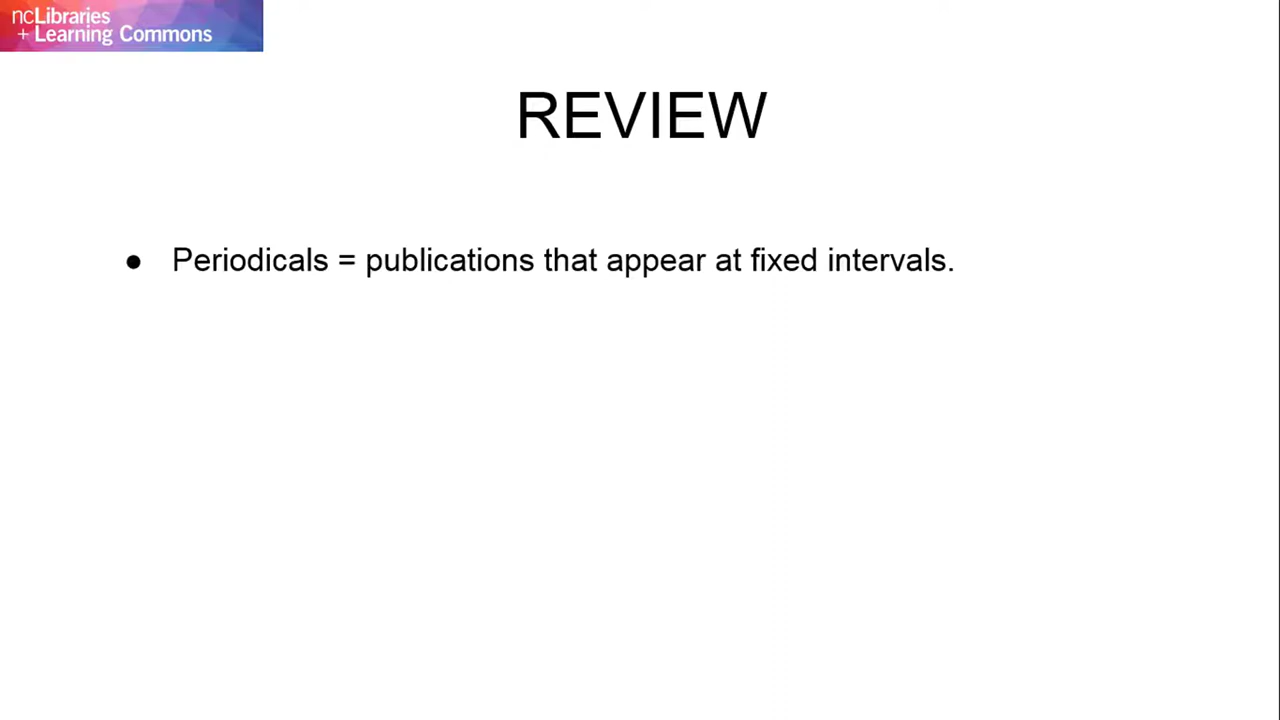 ncLibraries
+ Learning Commons
REVIEW
● Periodicals = publications that appear at fixed intervals.